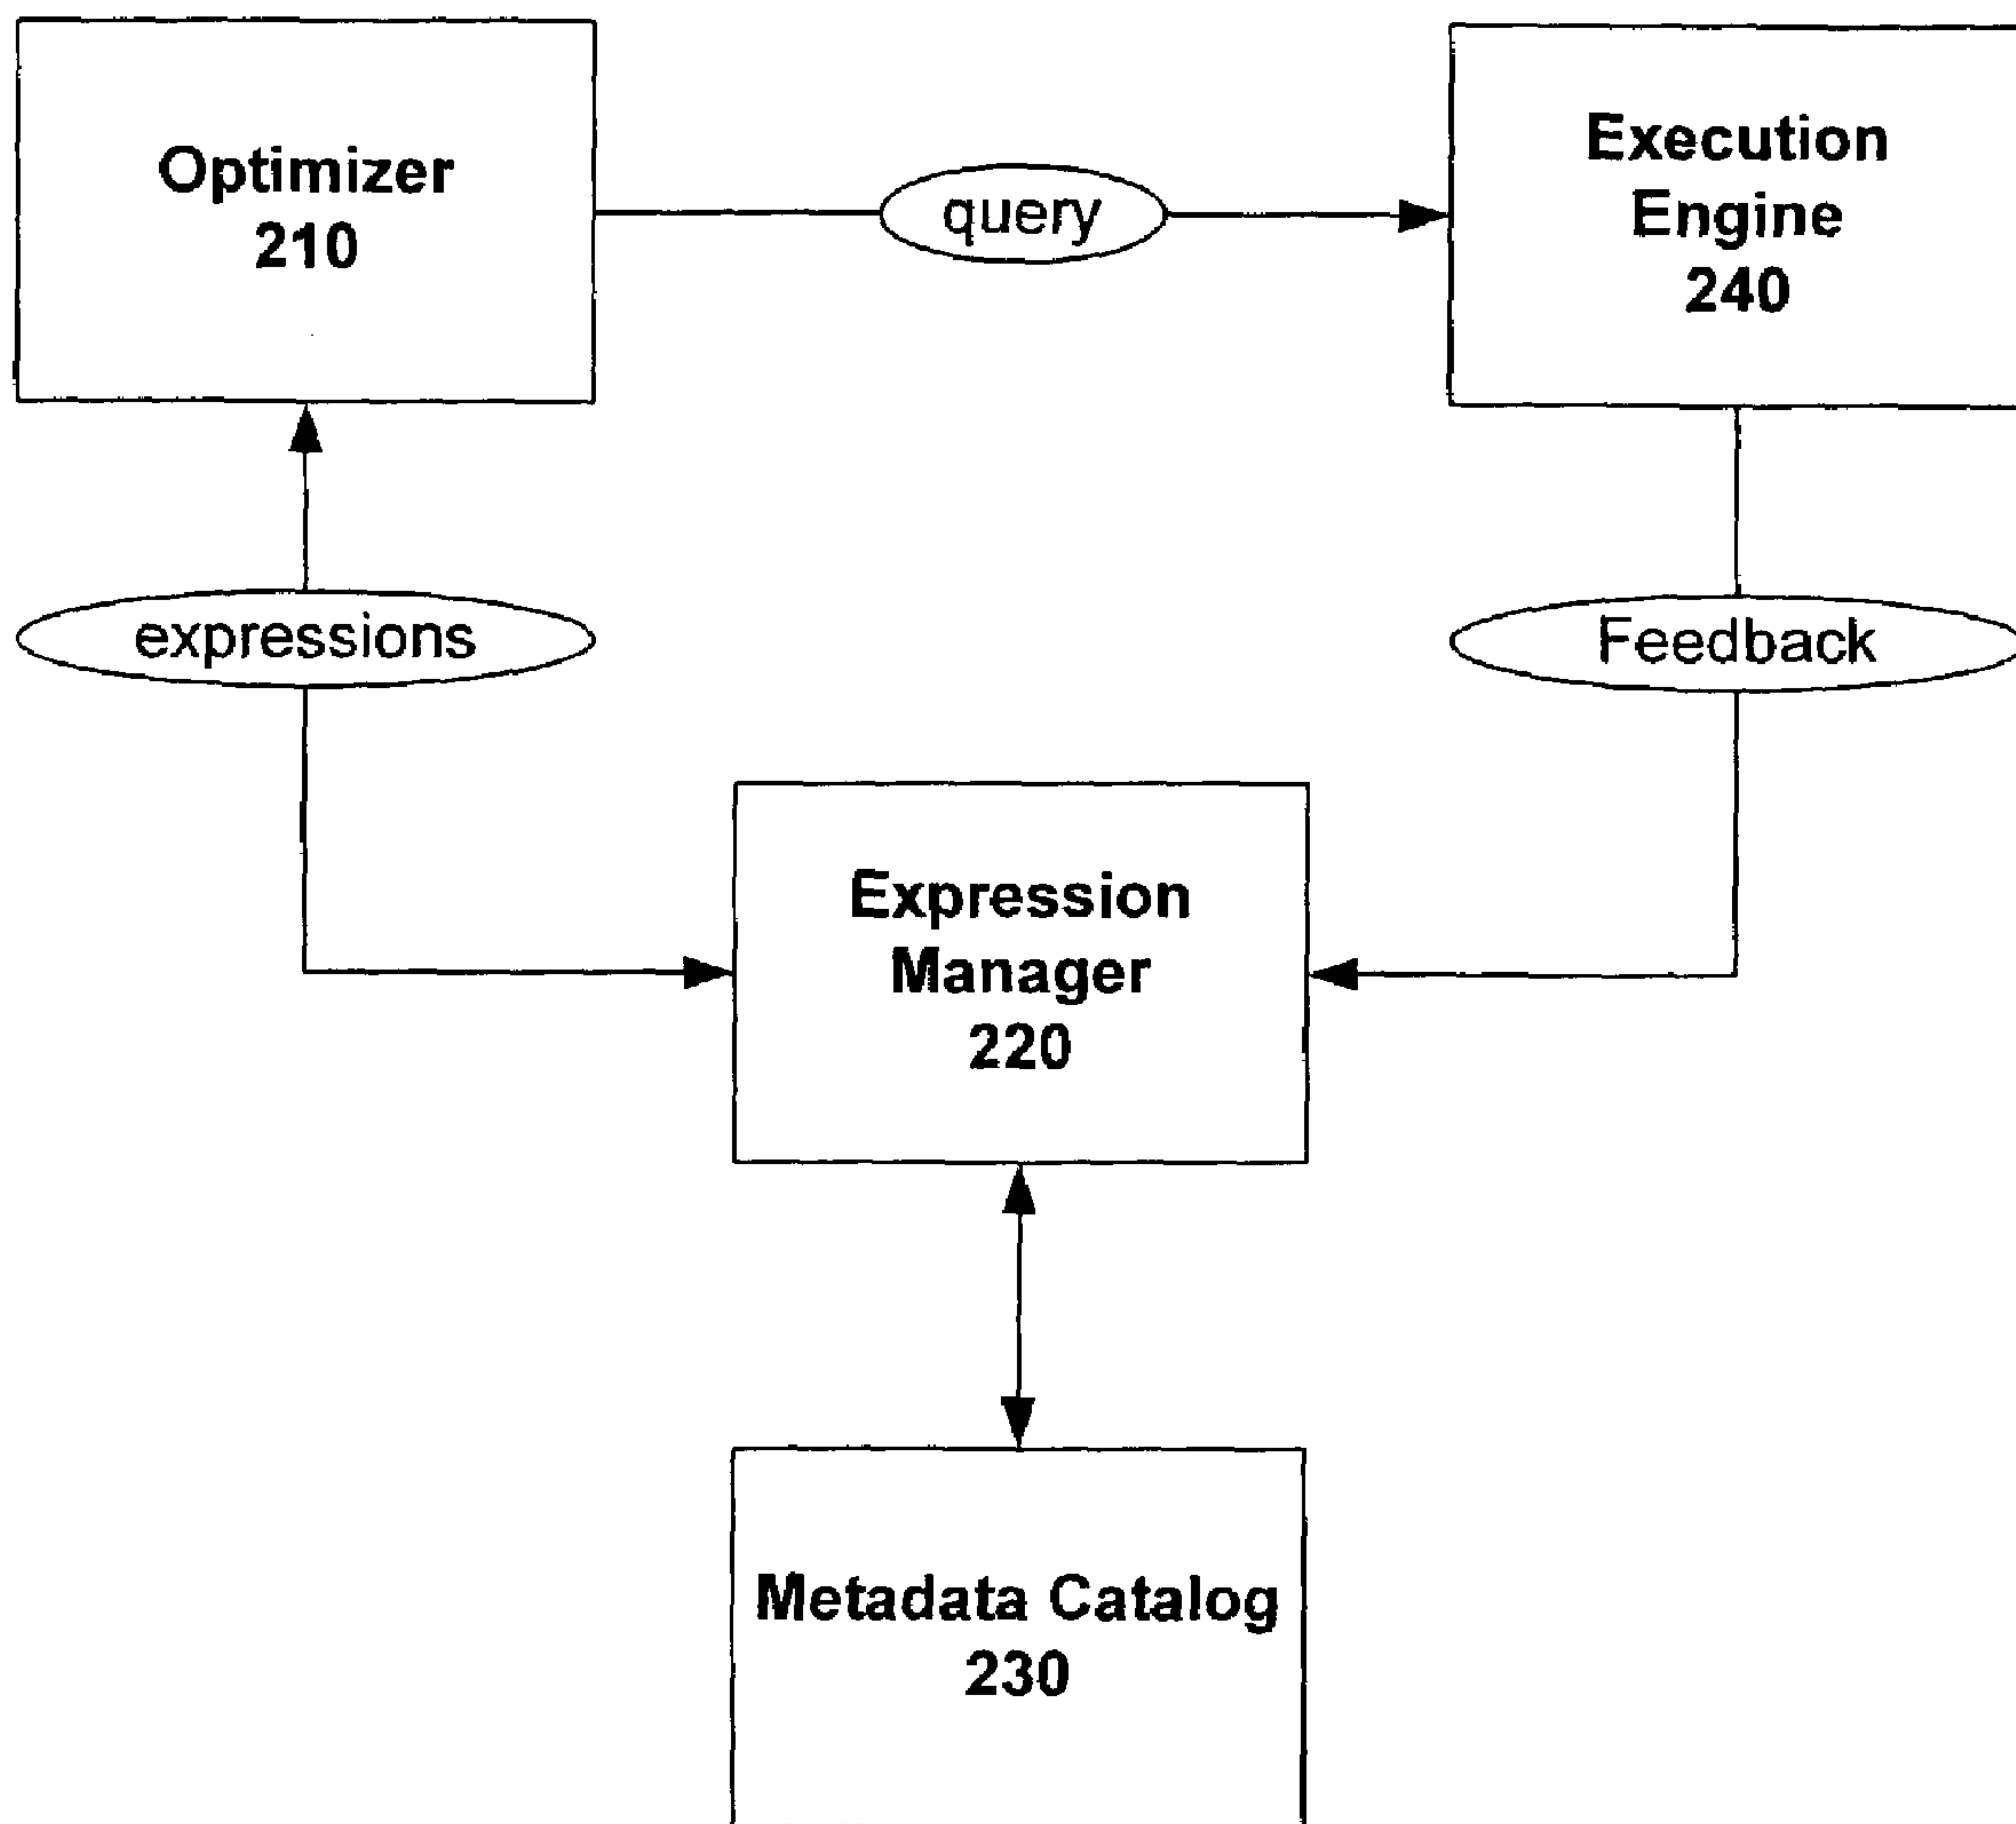 Optimizer
210
query
Execution
Engine
240
expressions
Feedback
Expression
Manager
220
Metadata Catalog
230